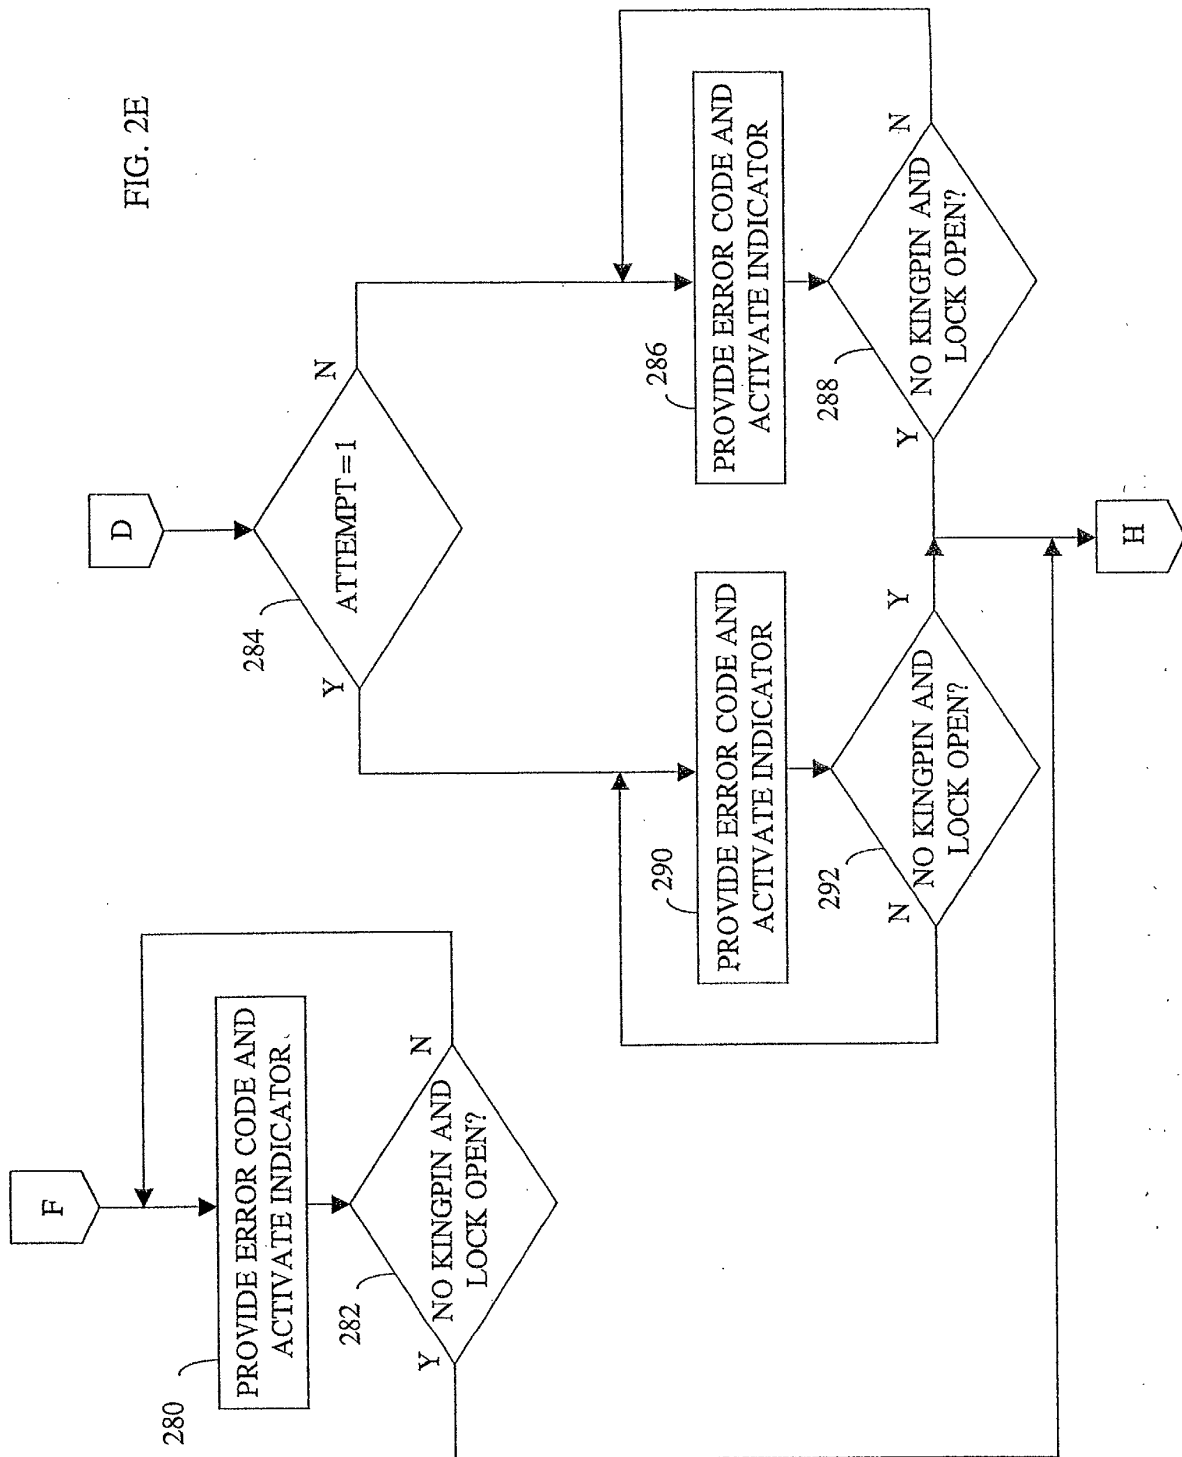 FIG. 2E
F
280
PROVIDE ERROR CODE AND
ACTIVATE INDICATOR
282
NO KINGPIN AND
LOCK OPEN?
Y
N
D
284
ATTEMPT=1
Y
N
290
PROVIDE ERROR CODE AND
ACTIVATE INDICATOR
292
NO KINGPIN AND
LOCK OPEN?
N
Y
286
PROVIDE ERROR CODE AND
ACTIVATE INDICATOR
288
NO KINGPIN AND
LOCK OPEN?
Y
N
H